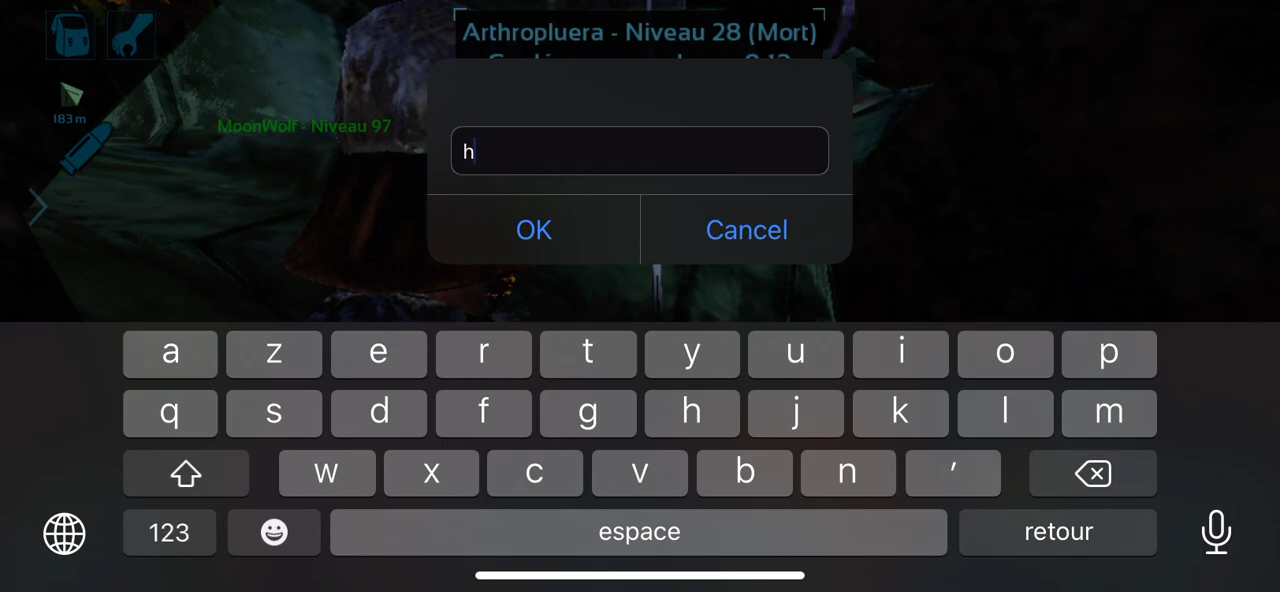 Arthropluera - Niveau 28 (Mort)
183 m
MoonWolf - Niveau 97
h
OK
Cancel
a z e r t y u i o p
q s d f g h j k l m
w x c v b n ’
123
espace
retour